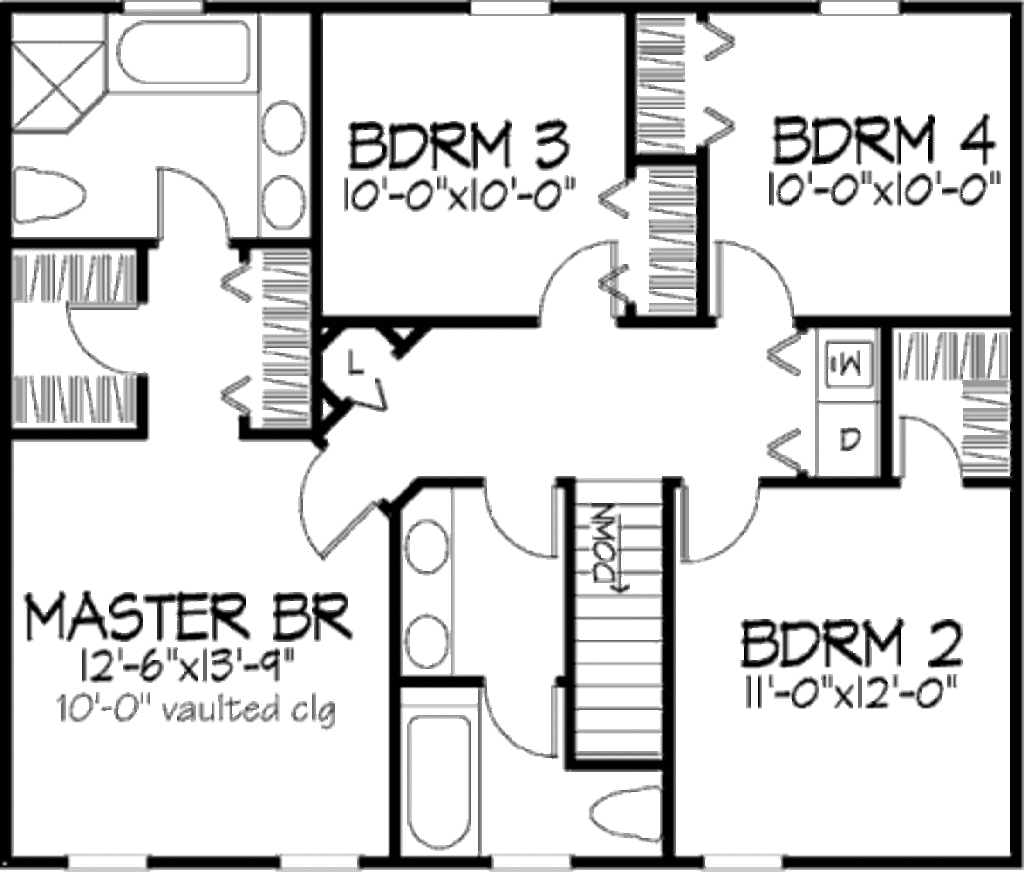 BDRM 3
10'-0"x10'-0"
BDRM 4
10'-0"x10'-0"
L
W
D
DOWN
MASTER BR
12'-6"x13'-9"
10'-0" vaulted clg
BDRM 2
11'-0"x12'-0"